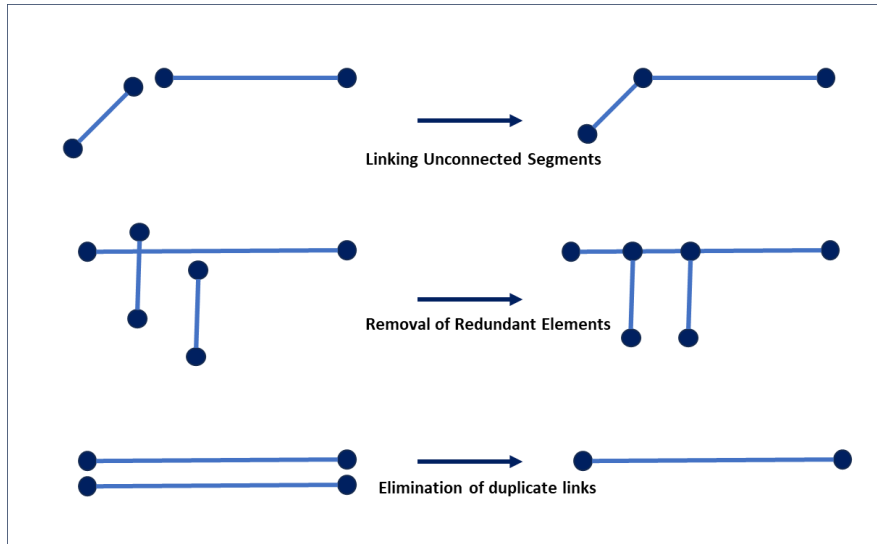 Linking Unconnected Segments
Removal of Redundant Elements
Elimination of duplicate links